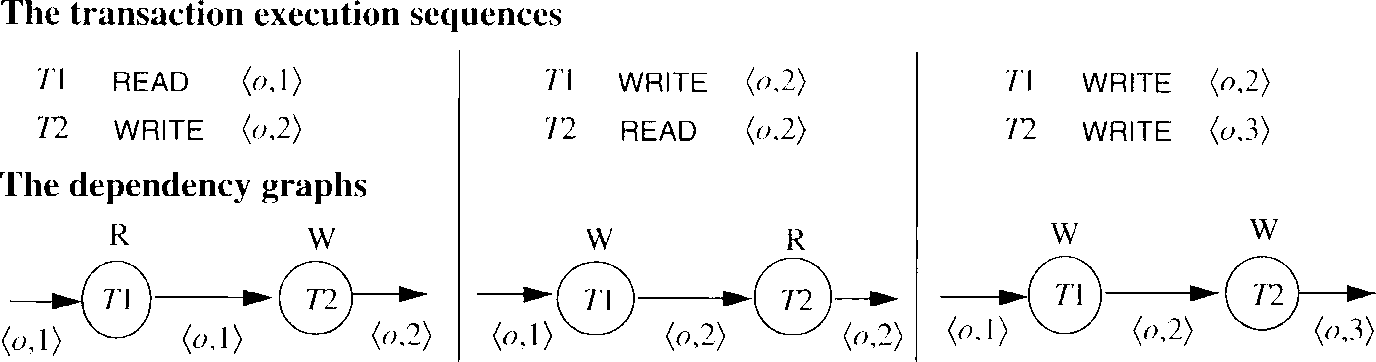 The transaction execution sequences
T1 READ ⟨o,1⟩
T2 WRITE ⟨o,2⟩
T1 WRITE ⟨o,2⟩
T2 READ ⟨o,2⟩
T1 WRITE ⟨o,2⟩
T2 WRITE ⟨o,3⟩
The dependency graphs
R W
T1 T2
⟨o,1⟩ ⟨o,1⟩ ⟨o,2⟩
W R
T1 T2
⟨o,1⟩ ⟨o,2⟩ ⟨o,2⟩
W W
T1 T2
⟨o,1⟩ ⟨o,2⟩ ⟨o,3⟩